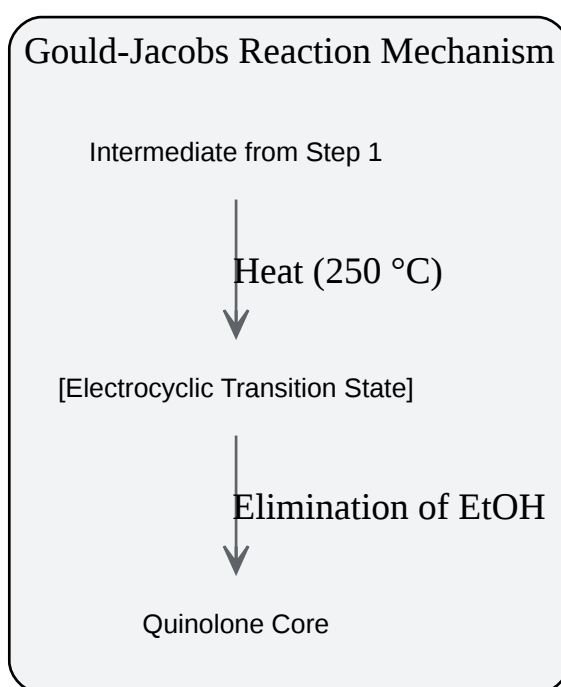 Gould-Jacobs Reaction Mechanism
Intermediate from Step 1
Heat (250 °C)
[Electrocyclic Transition State]
Elimination of EtOH
Quinolone Core